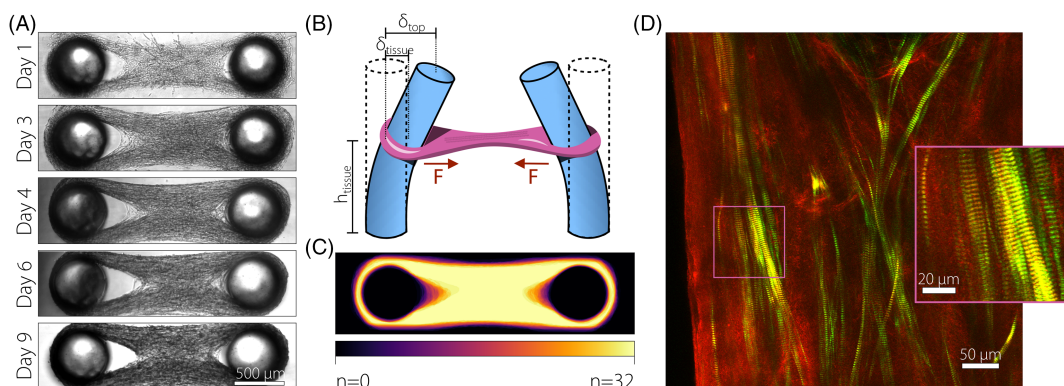 (A)
Day 1
Day 3
Day 4
Day 6
Day 9
500 µm
(B)
δtop
δtissue
htissue
F
F
(C)
n=0
n=32
(D)
20 µm
50 µm